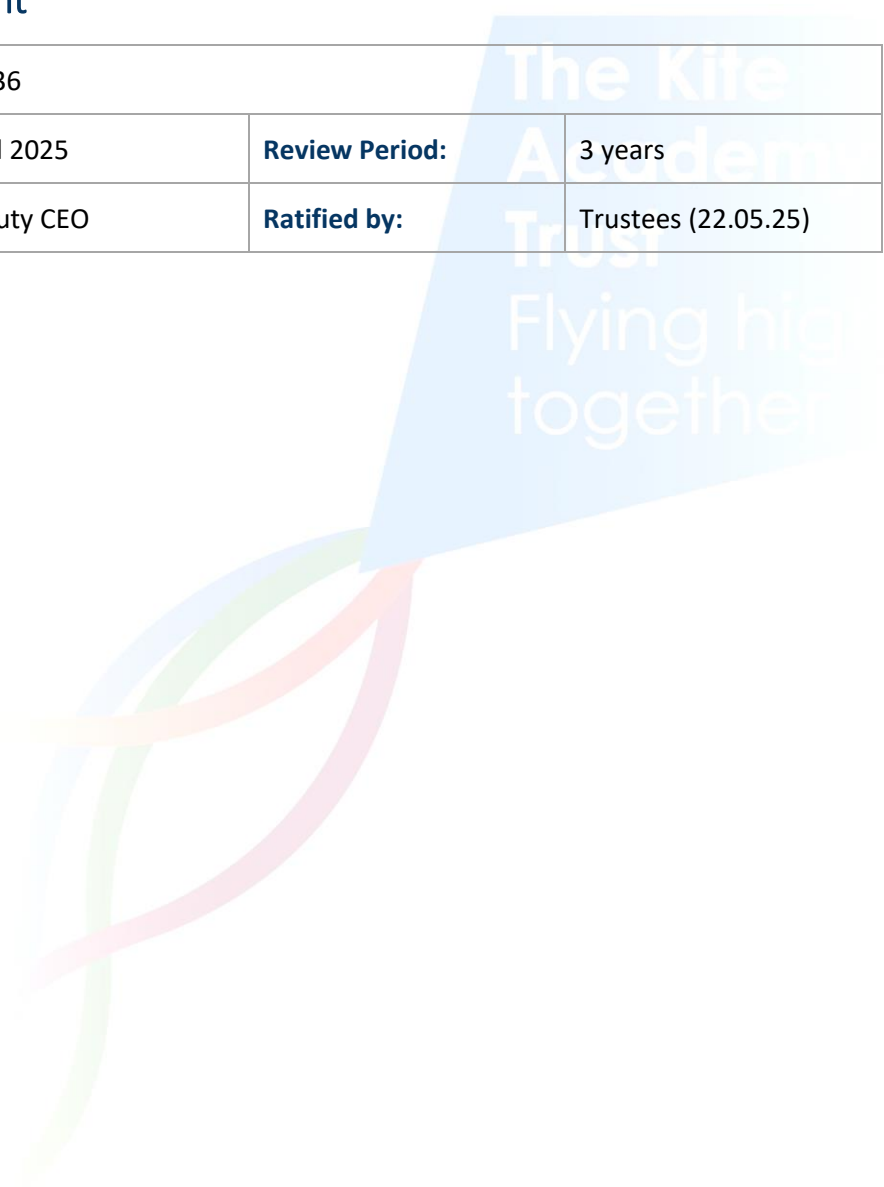 nt
36
l 2025 Review Period: 3 years
uty CEO Ratified by: Trustees (22.05.25)
The Kite
Academy
Trust
Flying hig
together